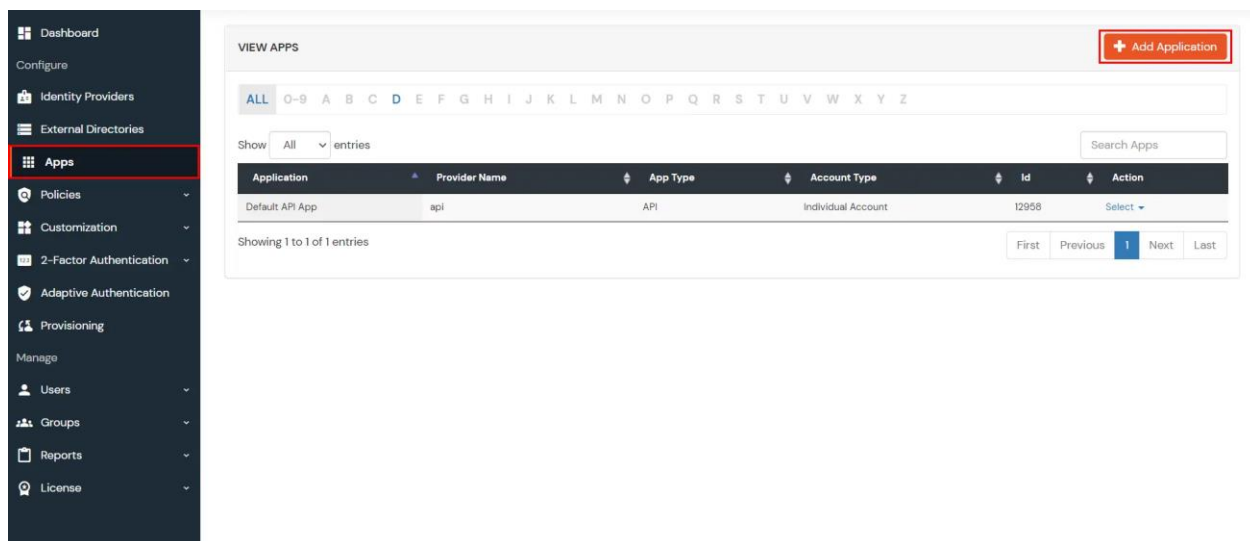 Dashboard
Configure
Identity Providers
External Directories
Apps
Policies
Customization
2-Factor Authentication
Adaptive Authentication
Provisioning
Manage
Users
Groups
Reports
License
VIEW APPS
+ Add Application
ALL 0-9 A B C D E F G H I J K L M N O P Q R S T U V W X Y Z
Show All entries
Search Apps
Application Provider Name App Type Account Type Id Action
Default API App api API Individual Account 12958 Select
Showing 1 to 1 of 1 entries
First Previous 1 Next Last